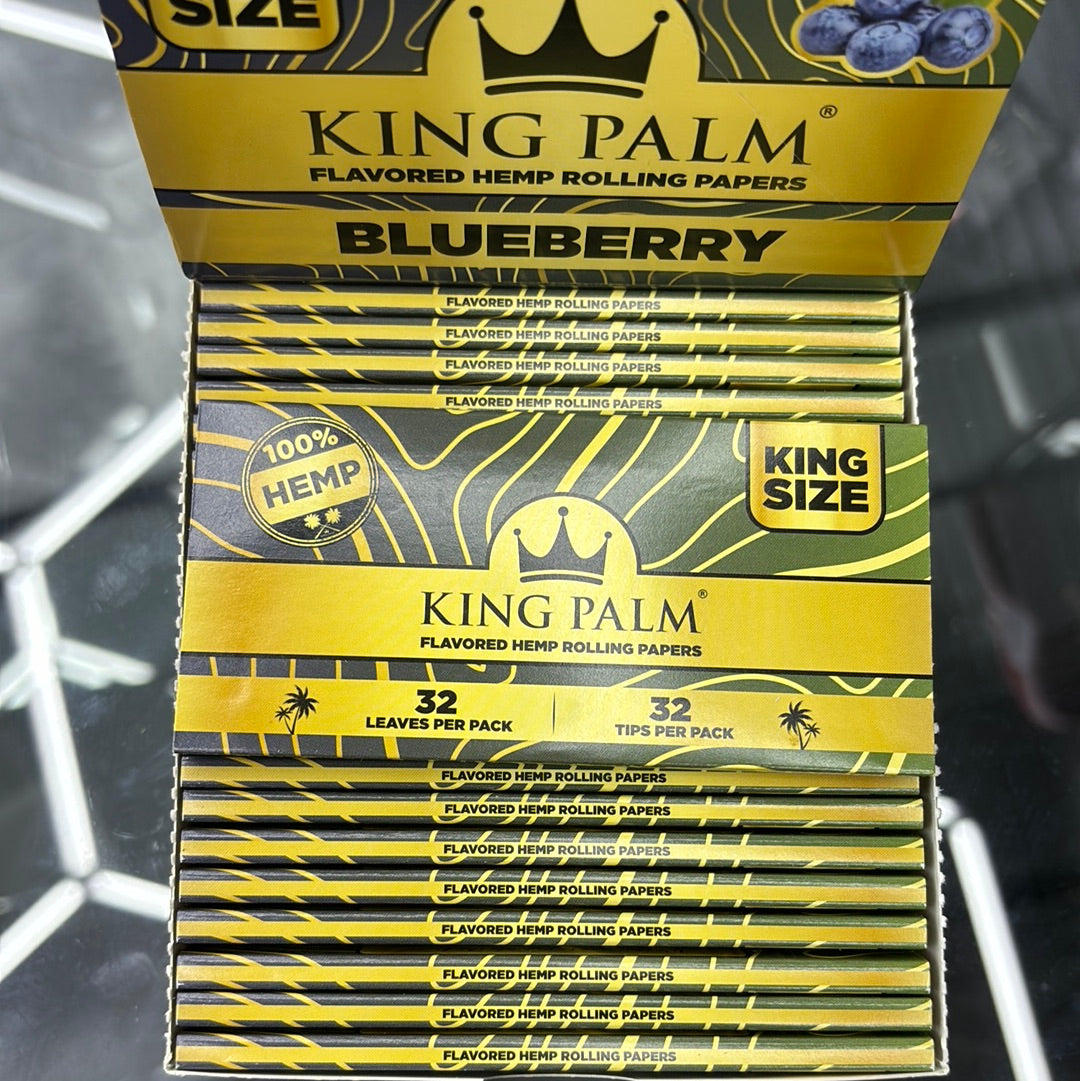 SIZE
KING PALM®
FLAVORED HEMP ROLLING PAPERS
BLUEBERRY
FLAVORED HEMP ROLLING PAPERS
FLAVORED HEMP ROLLING PAPERS
FLAVORED HEMP ROLLING PAPERS
FLAVORED HEMP ROLLING PAPERS
100%
HEMP
KING
SIZE
KING PALM®
FLAVORED HEMP ROLLING PAPERS
32
LEAVES PER PACK
32
TIPS PER PACK
FLAVORED HEMP ROLLING PAPERS
FLAVORED HEMP ROLLING PAPERS
FLAVORED HEMP ROLLING PAPERS
FLAVORED HEMP ROLLING PAPERS
FLAVORED HEMP ROLLING PAPERS
FLAVORED HEMP ROLLING PAPERS
FLAVORED HEMP ROLLING PAPERS
FLAVORED HEMP ROLLING PAPERS